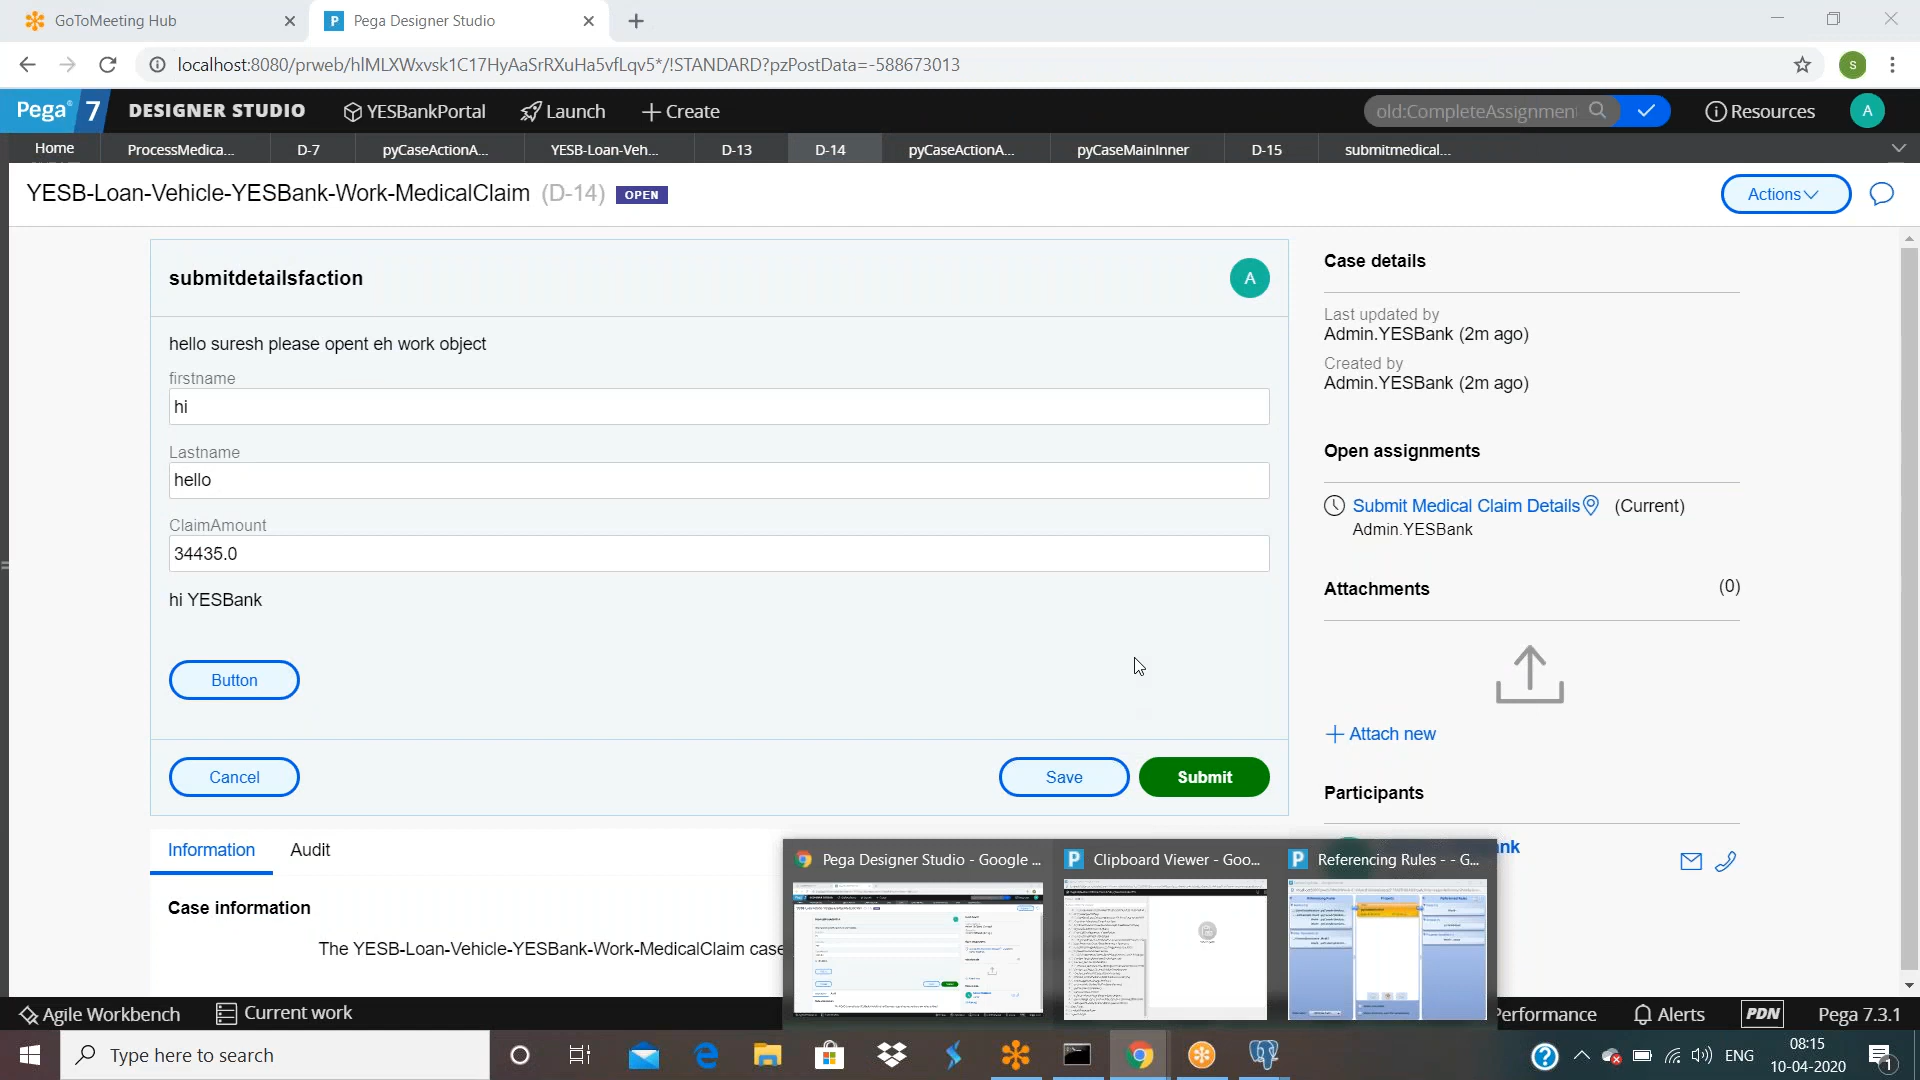 GoToMeeting Hub
Pega Designer Studio
localhost:8080/prweb/hIMLXWxvsk1C17HyAaSrRXuHa5vfLqv5*/!STANDARD?pzPostData=-588673013
S
Pega 7 DESIGNER STUDIO YESBankPortal Launch Create old:CompleteAssignmen Resources A
Home ProcessMedica... D-7 pyCaseActionA... YESB-Loan-Veh... D-13 D-14 pyCaseActionA... pyCaseMainInner D-15 submitmedical...
YESB-Loan-Vehicle-YESBank-Work-MedicalClaim (D-14) OPEN
Actions
submitdetailsfaction
A
hello suresh please opent eh work object
firstname
hi
Lastname
hello
ClaimAmount
34435.0
hi YESBank
Button
Cancel Save Submit
Case details
Last updated by
Admin.YESBank (2m ago)
Created by
Admin.YESBank (2m ago)
Open assignments
Submit Medical Claim Details (Current)
Admin.YESBank
Attachments (0)
Attach new
Participants
nk
Information Audit
Case information
The YESB-Loan-Vehicle-YESBank-Work-MedicalClaim case
Pega Designer Studio - Google ...
Clipboard Viewer - Goo...
Referencing Rules - - G...
Agile Workbench Current work Performance Alerts PDN Pega 7.3.1
Type here to search
ENG
08:15
10-04-2020
1